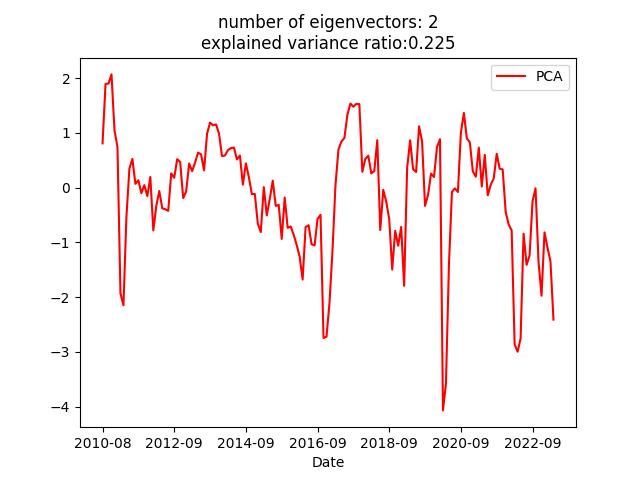 number of eigenvectors: 2
explained variance ratio:0.225
PCA
2
1
0
−1
−2
−3
−4
2010-08 2012-09 2014-09 2016-09 2018-09 2020-09 2022-09
Date